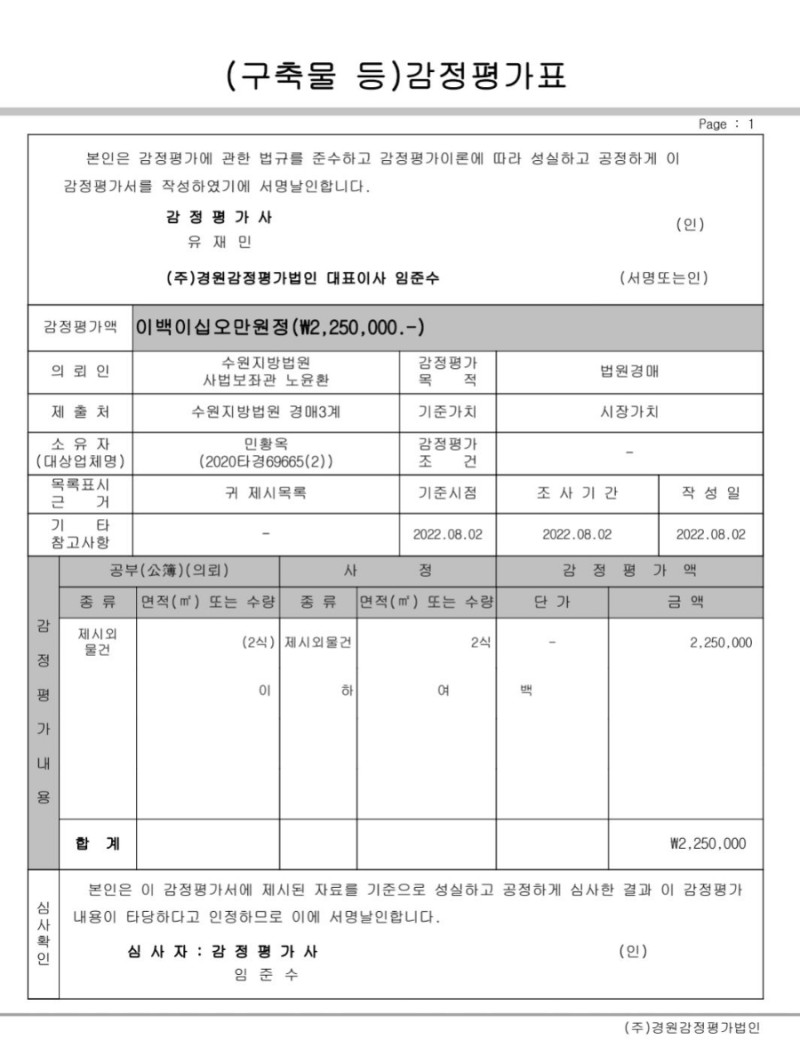 (구축물 등)감정평가표
Page : 1
본인은 감정평가에 관한 법규를 준수하고 감정평가이론에 따라 성실하고 공정하게 이
감정평가서를 작성하였기에 서명날인합니다.
감 정 평 가 사
유 재 민
(인)
(주)경원감정평가법인 대표이사 임준수 (서명또는인)
감정평가액 이백이십오만원정(₩2,250,000.-)
의 뢰 인 수원지방법원 사법보좌관 노윤환 감정평가 목 적 법원경매
제 출 처 수원지방법원 경매3계 기준가치 시장가치
소 유 자 (대상업체명) 민황옥 (2020타경69665(2)) 감정평가 조 건 -
목록표시 근 거 귀 제시목록 기준시점 조 사 기 간 작 성 일
기 타 참고사항 - 2022.08.02 2022.08.02 2022.08.02
감 정 평 가 내 용
공부(公簿)(의뢰) 사 정 감 정 평 가 액
종 류 면적(㎡) 또는 수량 종 류 면적(㎡) 또는 수량 단 가 금 액
제시외 물건 (2식) 제시외물건 2식 - 2,250,000
이 하 여 백
합 계 ₩2,250,000
심 사 확 인
본인은 이 감정평가서에 제시된 자료를 기준으로 성실하고 공정하게 심사한 결과 이 감정평가
내용이 타당하다고 인정하므로 이에 서명날인합니다.
심 사 자 : 감 정 평 가 사 (인)
임 준 수
(주)경원감정평가법인